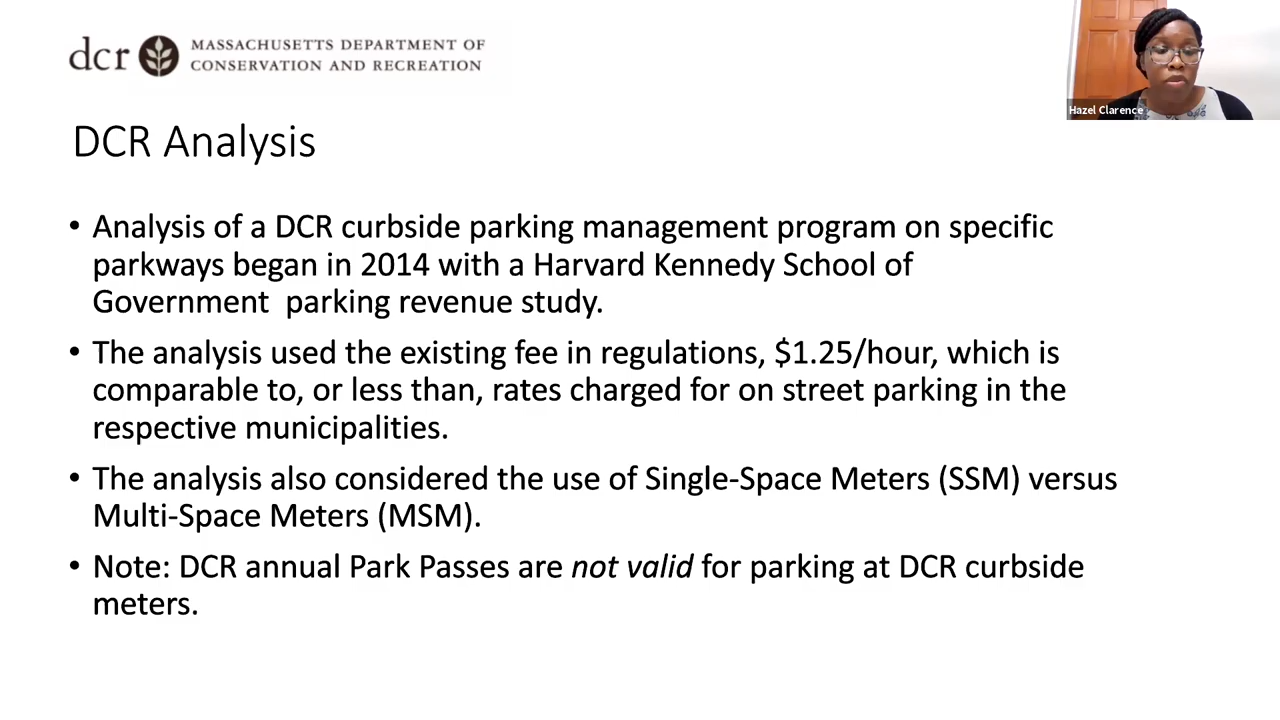 dcr MASSACHUSETTS DEPARTMENT OF
CONSERVATION AND RECREATION
Hazel Clarence
DCR Analysis
• Analysis of a DCR curbside parking management program on specific
parkways began in 2014 with a Harvard Kennedy School of
Government  parking revenue study.
• The analysis used the existing fee in regulations, $1.25/hour, which is
comparable to, or less than, rates charged for on street parking in the
respective municipalities.
• The analysis also considered the use of Single-Space Meters (SSM) versus
Multi-Space Meters (MSM).
• Note: DCR annual Park Passes are not valid for parking at DCR curbside
meters.